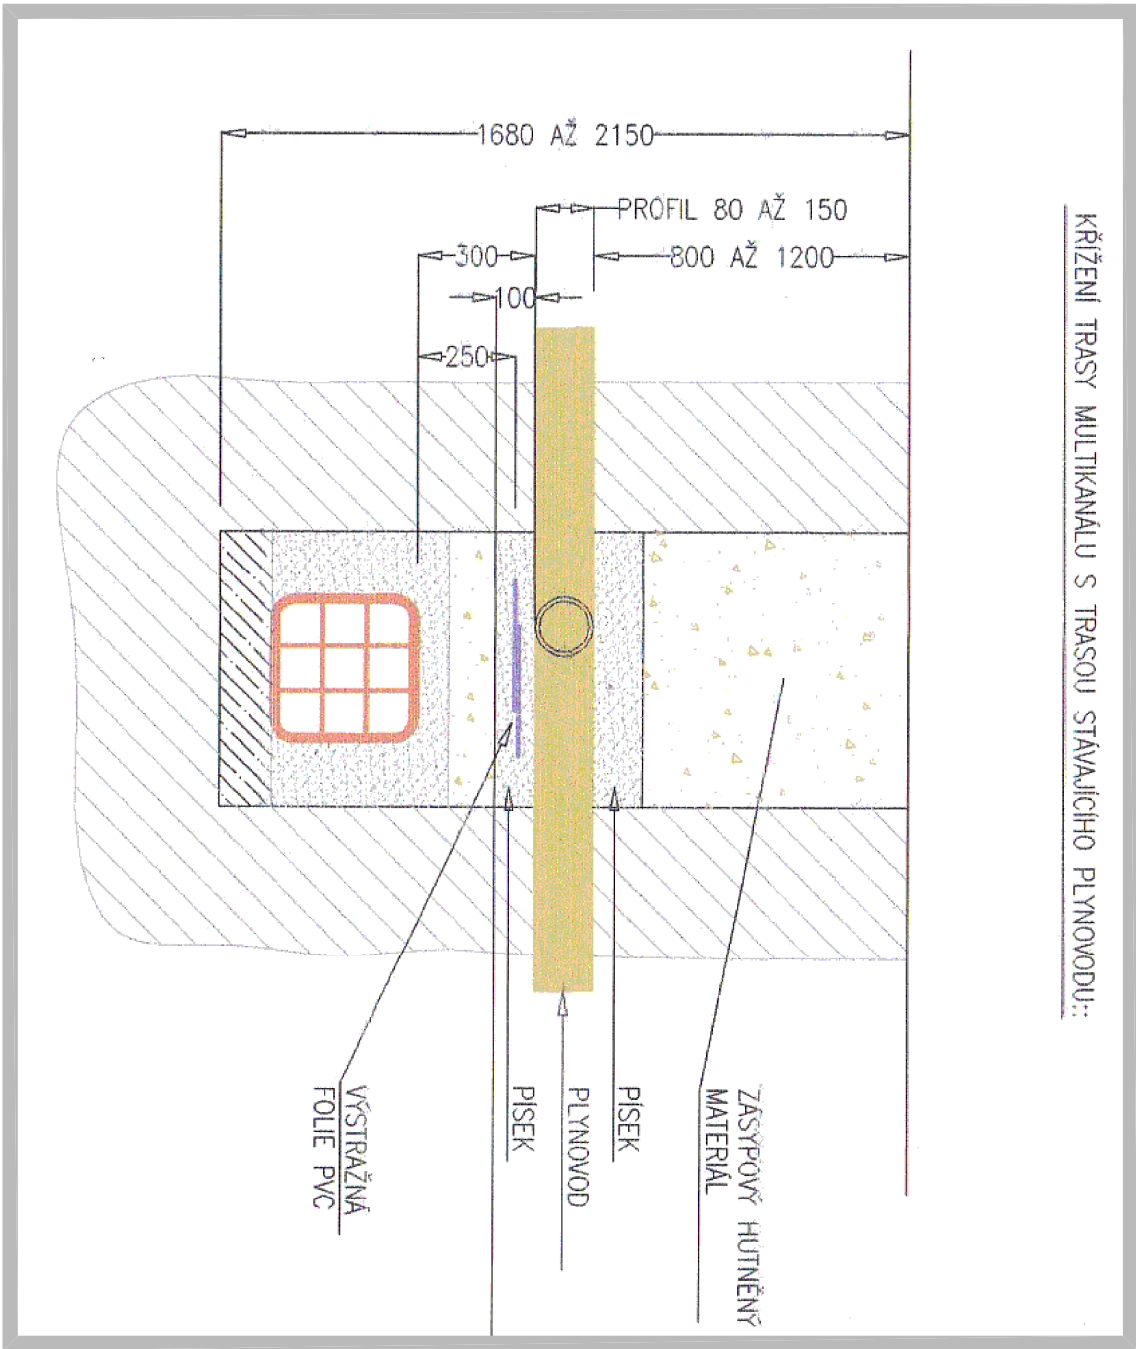 KŘÍŽENÍ TRASY MULTIKANÁLU S TRASOU STÁVAJÍCÍHO PLYNOVODU::
1680 AŽ 2150
PROFIL 80 AŽ 150
300
800 AŽ 1200
100
250
ZÁSYPOVÝ HUTNĚNÝ
MATERIÁL
PÍSEK
PLYNOVOD
PÍSEK
VÝSTRAŽNÁ
FOLIE PVC